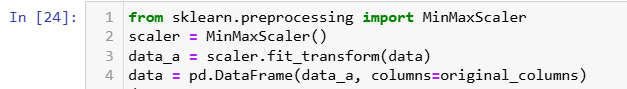 In [24]:
1 from sklearn.preprocessing import MinMaxScaler
2 scaler = MinMaxScaler()
3 data_a = scaler.fit_transform(data)
4 data = pd.DataFrame(data_a, columns=original_columns)